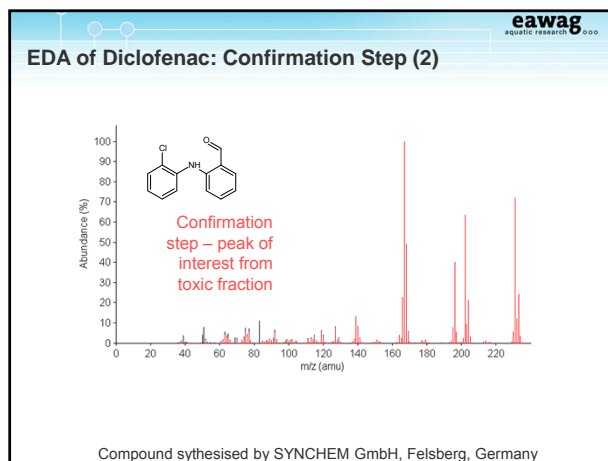 eawag
aquatic research
EDA of Diclofenac: Confirmation Step (2)
100
90
80
70
60
50
40
30
20
10
0
Abundance (%)
Cl
NH
O
Confirmation
step – peak of
interest from
toxic fraction
0 20 40 60 80 100 120 140 160 180 200 220
m/z (amu)
Compound sythesised by SYNCHEM GmbH, Felsberg, Germany